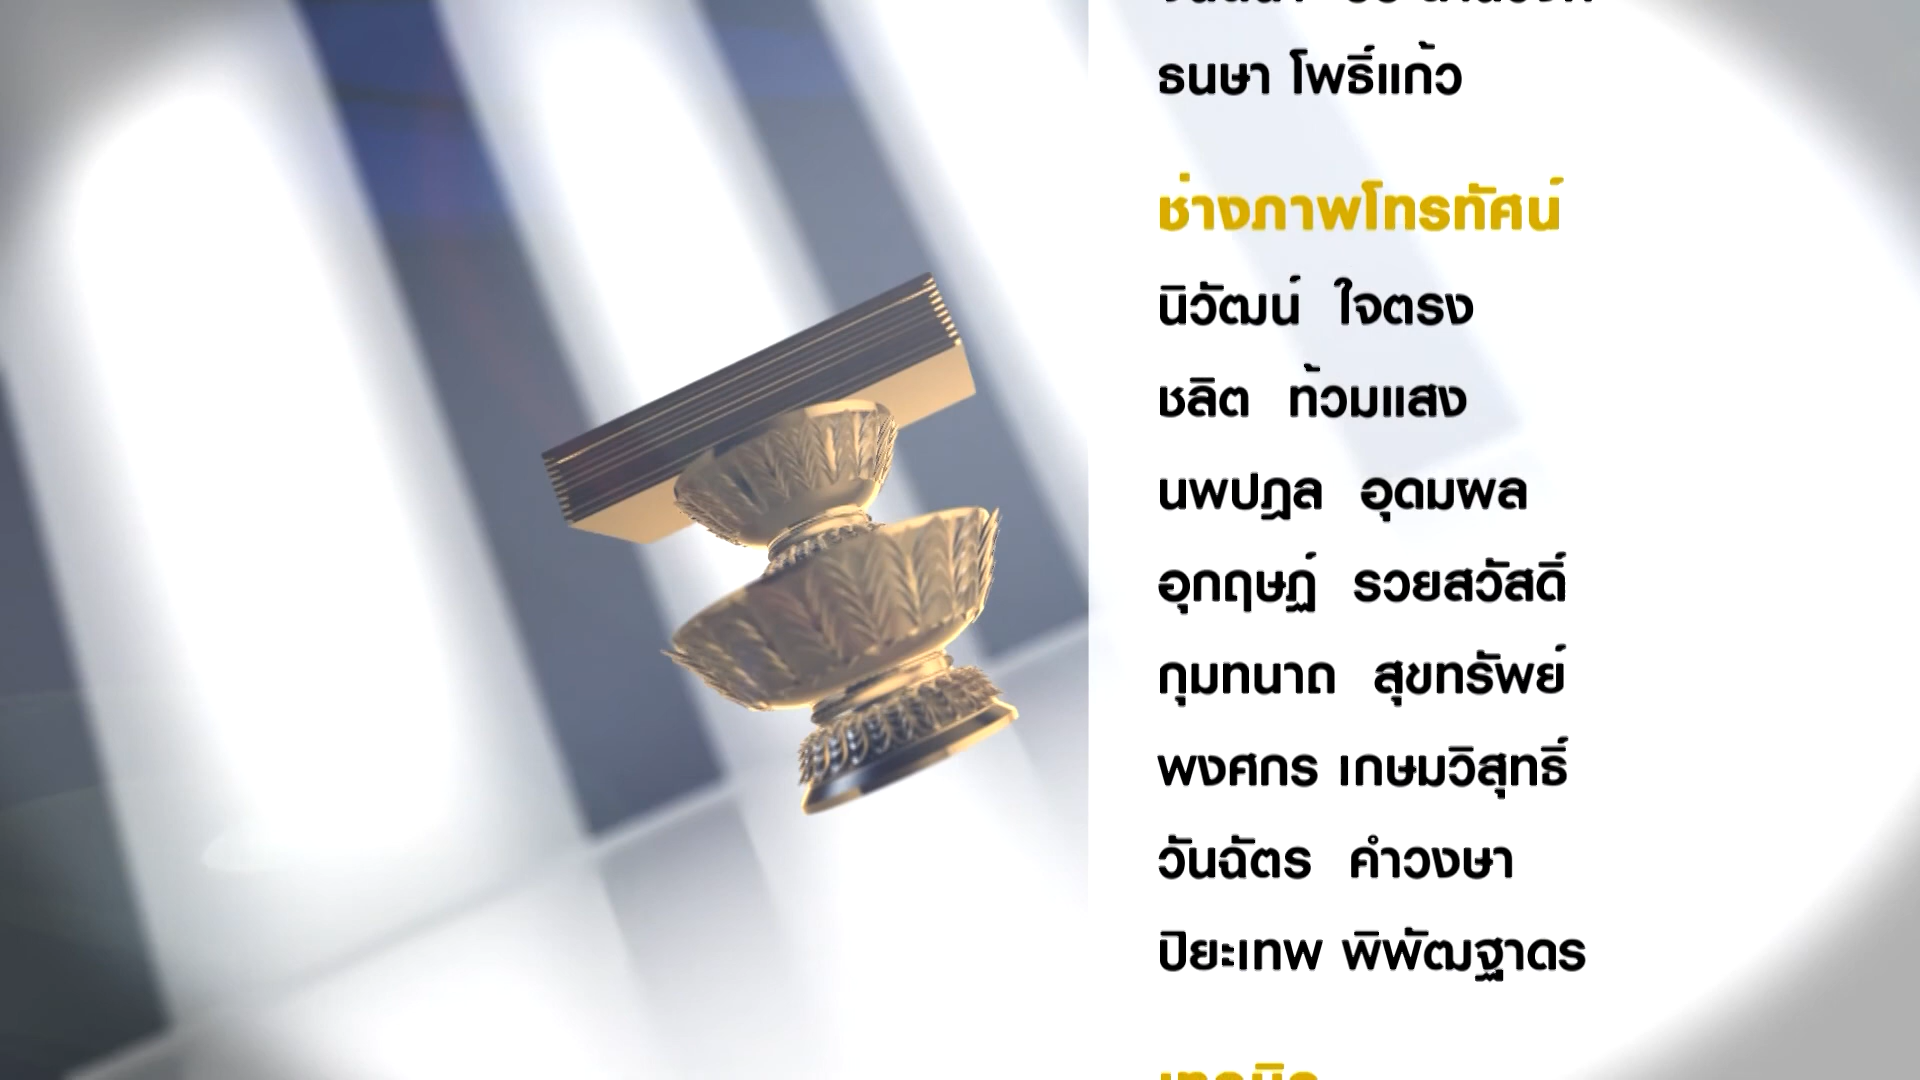 ธนษา โพธิ์แก้ว
ช่างภาพโทรทัศน์
นิวัฒน์ ใจตรง
ชลิต ท้วมแสง
นพปฎล อุดมผล
อุกฤษฏ์ รวยสวัสดิ์
กุมทนาถ สุขทรัพย์
พงศกร เกษมวิสุทธิ์
วันฉัตร คำวงษา
ปิยะเทพ พิพัฒฐาดร